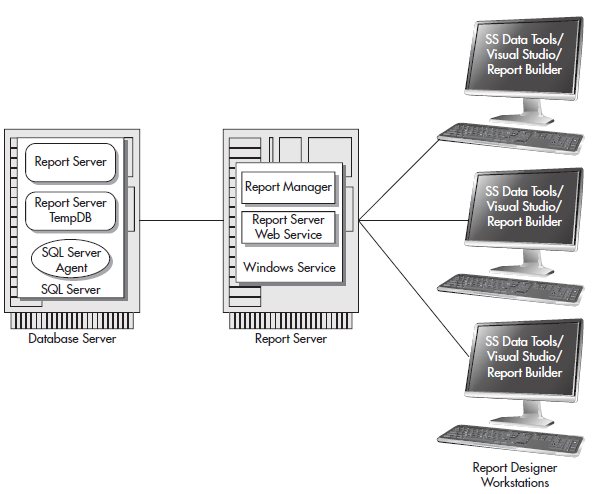 SS Data Tools/
Visual Studio/
Report Builder
Report Server
Report Server
TempDB
SQL Server
Agent
SQL Server
Database Server
Report Manager
Report Server
Web Service
Windows Service
Report Server
SS Data Tools/
Visual Studio/
Report Builder
SS Data Tools/
Visual Studio/
Report Builder
Report Designer
Workstations